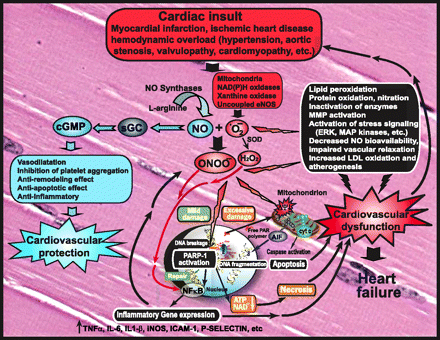 Cardiac insult
Myocardial infarction, ischemic heart disease
hemodynamic overload (hypertension, aortic
stenosis, valvulopathy, cardiomyopathy, etc.)
Mitochondria
NAD(P)H oxidases
Xanthine oxidase
Uncoupled eNOS
NO Synthases
L-arginine
cGMP
sGC
NO + O₂⁻
SOD
ONOO⁻
H₂O₂
Lipid peroxidation
Protein oxidation, nitration
Inactivation of enzymes
MMP activation
Activation of stress signaling
(ERK, MAP kinases, etc.)
Decreased NO bioavailability,
impaired vascular relaxation
Increased LDL oxidation and
atherogenesis
Vasodilatation
Inhibition of platelet aggregation
Anti-remodeling effect
Anti-apoptotic effect
Anti-Inflammatory
Cardiovascular
protection
Mild
damage
Excessive
damage
Mitochondrion
Free PAR
polymer
AIF
cyt c
Caspase activation
DNA breakage
PARP-1
activation
DNA fragmentation
Apoptosis
Repair
NFκB
Nucleus
Cardiovascular
dysfunction
Heart
failure
ATP
NAD⁺
Necrosis
Inflammatory Gene expression
TNFα, IL-6, IL1-β, INOS, ICAM-1, P-SELECTIN, etc